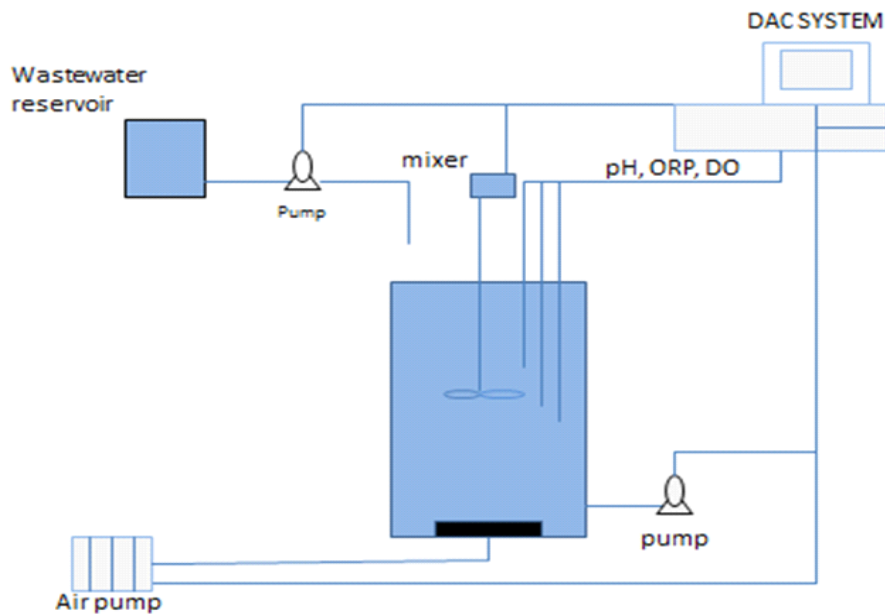 DAC SYSTEM
Wastewater
reservoir
mixer
pH, ORP, DO
Pump
pump
Air pump